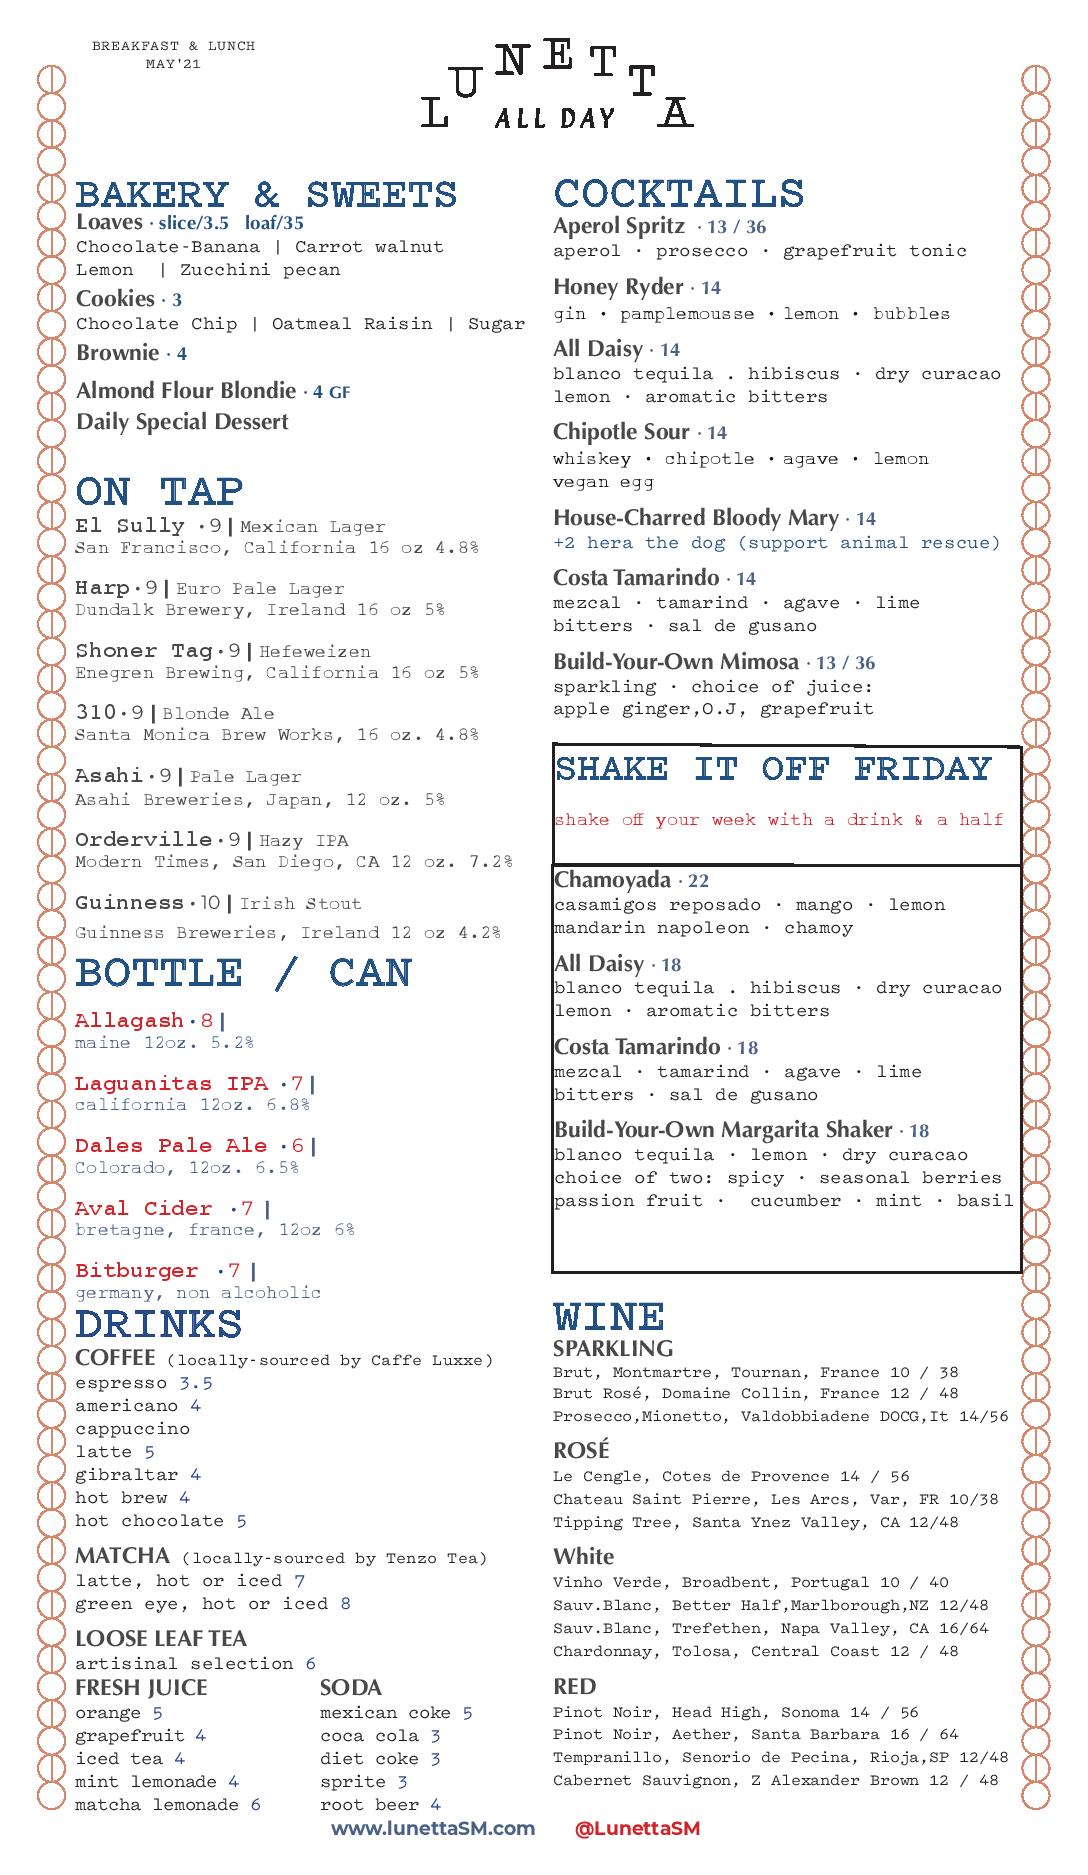 BREAKFAST & LUNCH
MAY'21
LUNETTA
ALL DAY
BAKERY & SWEETS
Loaves · slice/3.5 loaf/35
Chocolate-Banana | Carrot walnut
Lemon | Zucchini pecan
Cookies · 3
Chocolate Chip | Oatmeal Raisin | Sugar
Brownie · 4
Almond Flour Blondie · 4 GF
Daily Special Dessert
ON TAP
El Sully ·9| Mexican Lager
San Francisco, California 16 oz 4.8%
Harp·9| Euro Pale Lager
Dundalk Brewery, Ireland 16 oz 5%
Shoner Tag·9| Hefeweizen
Enegren Brewing, California 16 oz 5%
310·9| Blonde Ale
Santa Monica Brew Works, 16 oz. 4.8%
Asahi·9| Pale Lager
Asahi Breweries, Japan, 12 oz. 5%
Orderville·9| Hazy IPA
Modern Times, San Diego, CA 12 oz. 7.2%
Guinness·10| Irish Stout
Guinness Breweries, Ireland 12 oz 4.2%
BOTTLE / CAN
Allagash·8|
maine 12oz. 5.2%
Laguanitas IPA ·7|
california 12oz. 6.8%
Dales Pale Ale ·6|
Colorado, 12oz. 6.5%
Aval Cider ·7 |
bretagne, france, 12oz 6%
Bitburger ·7 |
germany, non alcoholic
DRINKS
COFFEE (locally-sourced by Caffe Luxxe)
espresso 3.5
americano 4
cappuccino
latte 5
gibraltar 4
hot brew 4
hot chocolate 5
MATCHA (locally-sourced by Tenzo Tea)
latte, hot or iced 7
green eye, hot or iced 8
LOOSE LEAF TEA
artisinal selection 6
FRESH JUICE
orange 5
grapefruit 4
iced tea 4
mint lemonade 4
matcha lemonade 6
SODA
mexican coke 5
coca cola 3
diet coke 3
sprite 3
root beer 4
COCKTAILS
Aperol Spritz · 13 / 36
aperol · prosecco · grapefruit tonic
Honey Ryder · 14
gin · pamplemousse · lemon · bubbles
All Daisy · 14
blanco tequila . hibiscus · dry curacao
lemon · aromatic bitters
Chipotle Sour · 14
whiskey · chipotle · agave · lemon
vegan egg
House-Charred Bloody Mary · 14
+2 hera the dog (support animal rescue)
Costa Tamarindo · 14
mezcal · tamarind · agave · lime
bitters · sal de gusano
Build-Your-Own Mimosa · 13 / 36
sparkling · choice of juice:
apple ginger,O.J, grapefruit
SHAKE IT OFF FRIDAY
shake off your week with a drink & a half
Chamoyada · 22
casamigos reposado · mango · lemon
mandarin napoleon · chamoy
All Daisy · 18
blanco tequila . hibiscus · dry curacao
lemon · aromatic bitters
Costa Tamarindo · 18
mezcal · tamarind · agave · lime
bitters · sal de gusano
Build-Your-Own Margarita Shaker · 18
blanco tequila · lemon · dry curacao
choice of two: spicy · seasonal berries
passion fruit · cucumber · mint · basil
WINE
SPARKLING
Brut, Montmartre, Tournan, France 10 / 38
Brut Rosé, Domaine Collin, France 12 / 48
Prosecco,Mionetto, Valdobbiadene DOCG,It 14/56
ROSÉ
Le Cengle, Cotes de Provence 14 / 56
Chateau Saint Pierre, Les Arcs, Var, FR 10/38
Tipping Tree, Santa Ynez Valley, CA 12/48
White
Vinho Verde, Broadbent, Portugal 10 / 40
Sauv.Blanc, Better Half,Marlborough,NZ 12/48
Sauv.Blanc, Trefethen, Napa Valley, CA 16/64
Chardonnay, Tolosa, Central Coast 12 / 48
RED
Pinot Noir, Head High, Sonoma 14 / 56
Pinot Noir, Aether, Santa Barbara 16 / 64
Tempranillo, Senorio de Pecina, Rioja,SP 12/48
Cabernet Sauvignon, Z Alexander Brown 12 / 48
www.lunettaSM.com @LunettaSM